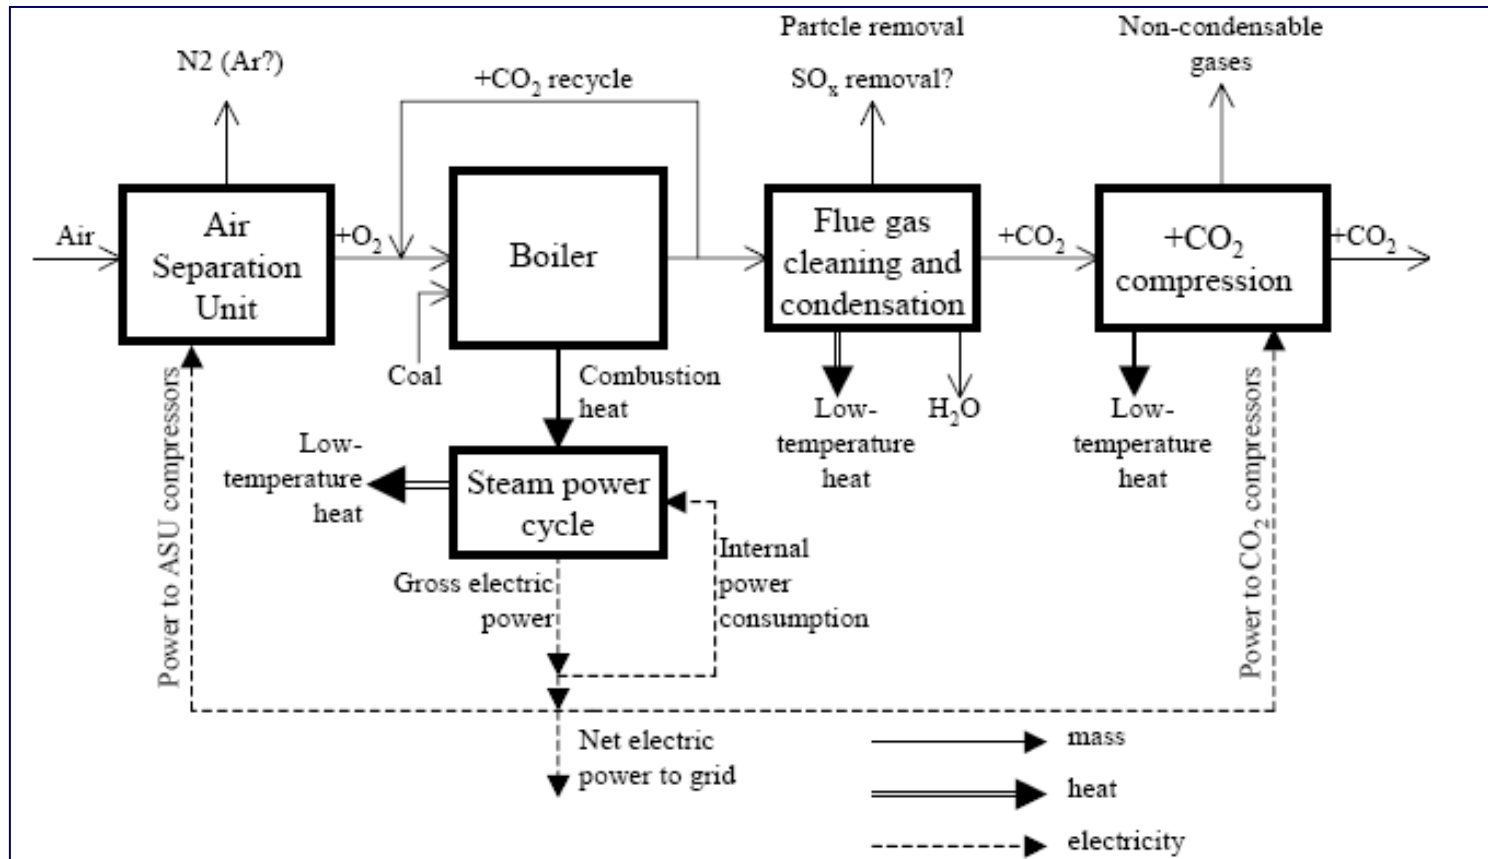 Partcle removal
SOₓ removal?
Non-condensable
gases
N2 (Ar?)
+CO₂ recycle
Air
Air
Separation
Unit
+O₂
Boiler
Flue gas
cleaning and
condensation
+CO₂
+CO₂
compression
+CO₂
Coal
Combustion
heat
Low-
temperature
heat
H₂O
Low-
temperature
heat
Low-
temperature
heat
Steam power
cycle
Power to ASU compressors
Gross electric
power
Internal
power
consumption
Power to CO₂ compressors
Net electric
power to grid
mass
heat
electricity